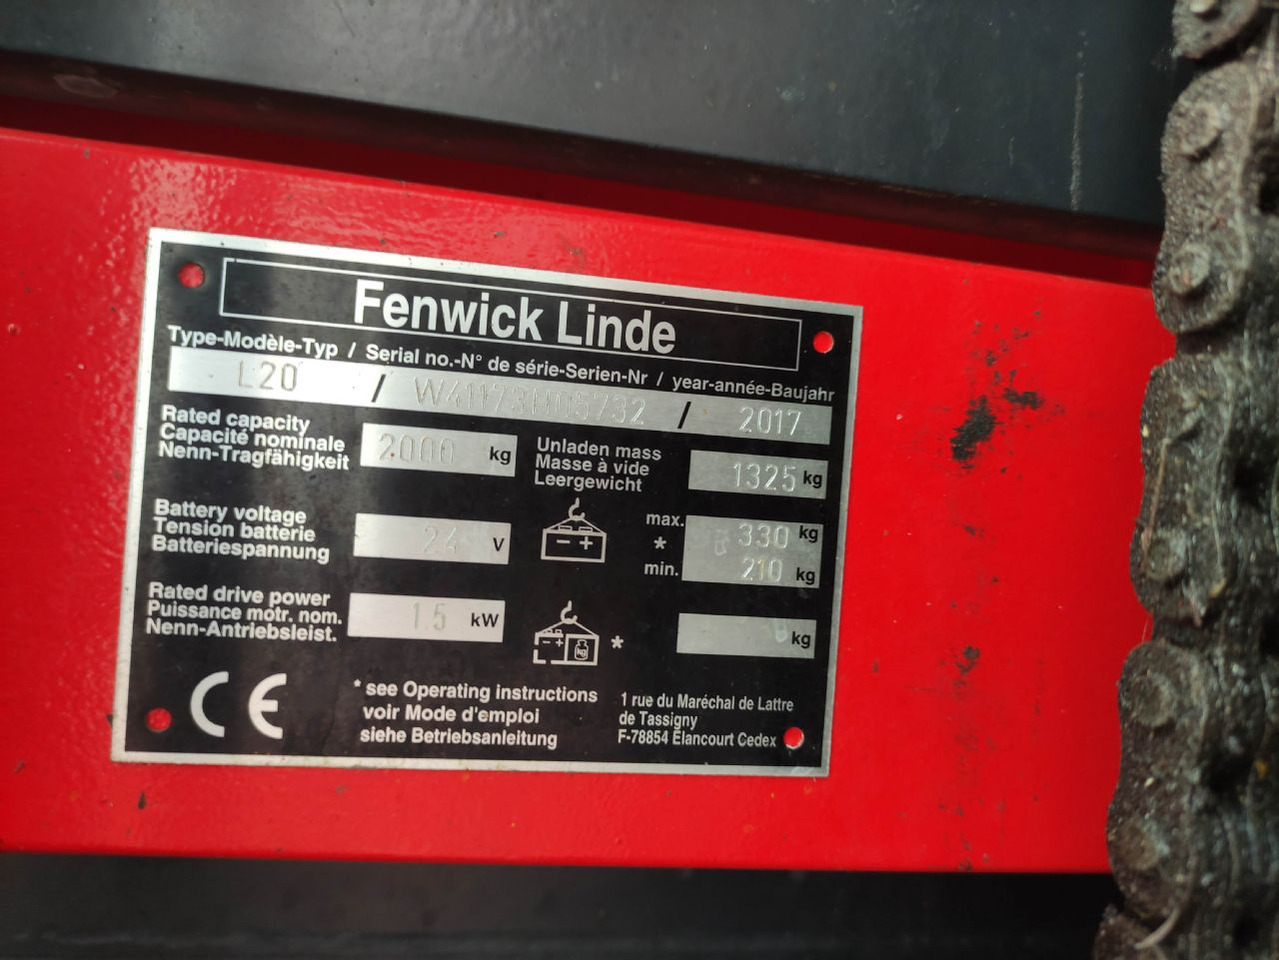 Fenwick Linde
Type-Modèle-Typ / Serial no.-N° de série-Serien-Nr / year-année-Baujahr
L20 / W41173H05732 / 2017
Rated capacity
Capacité nominale
Nenn-Tragfähigkeit
2000 kg
Unladen mass
Masse à vide
Leergewicht
1325 kg
Battery voltage
Tension batterie
Batteriespannung
24 V
max. 330 kg
*
min. 210 kg
Rated drive power
Puissance motr. nom.
Nenn-Antriebsleist.
1.5 kW
- +
- + kg * kg
CE
* see Operating instructions
voir Mode d'emploi
siehe Betriebsanleitung
1 rue du Maréchal de Lattre
de Tassigny
F-78854 Elancourt Cedex